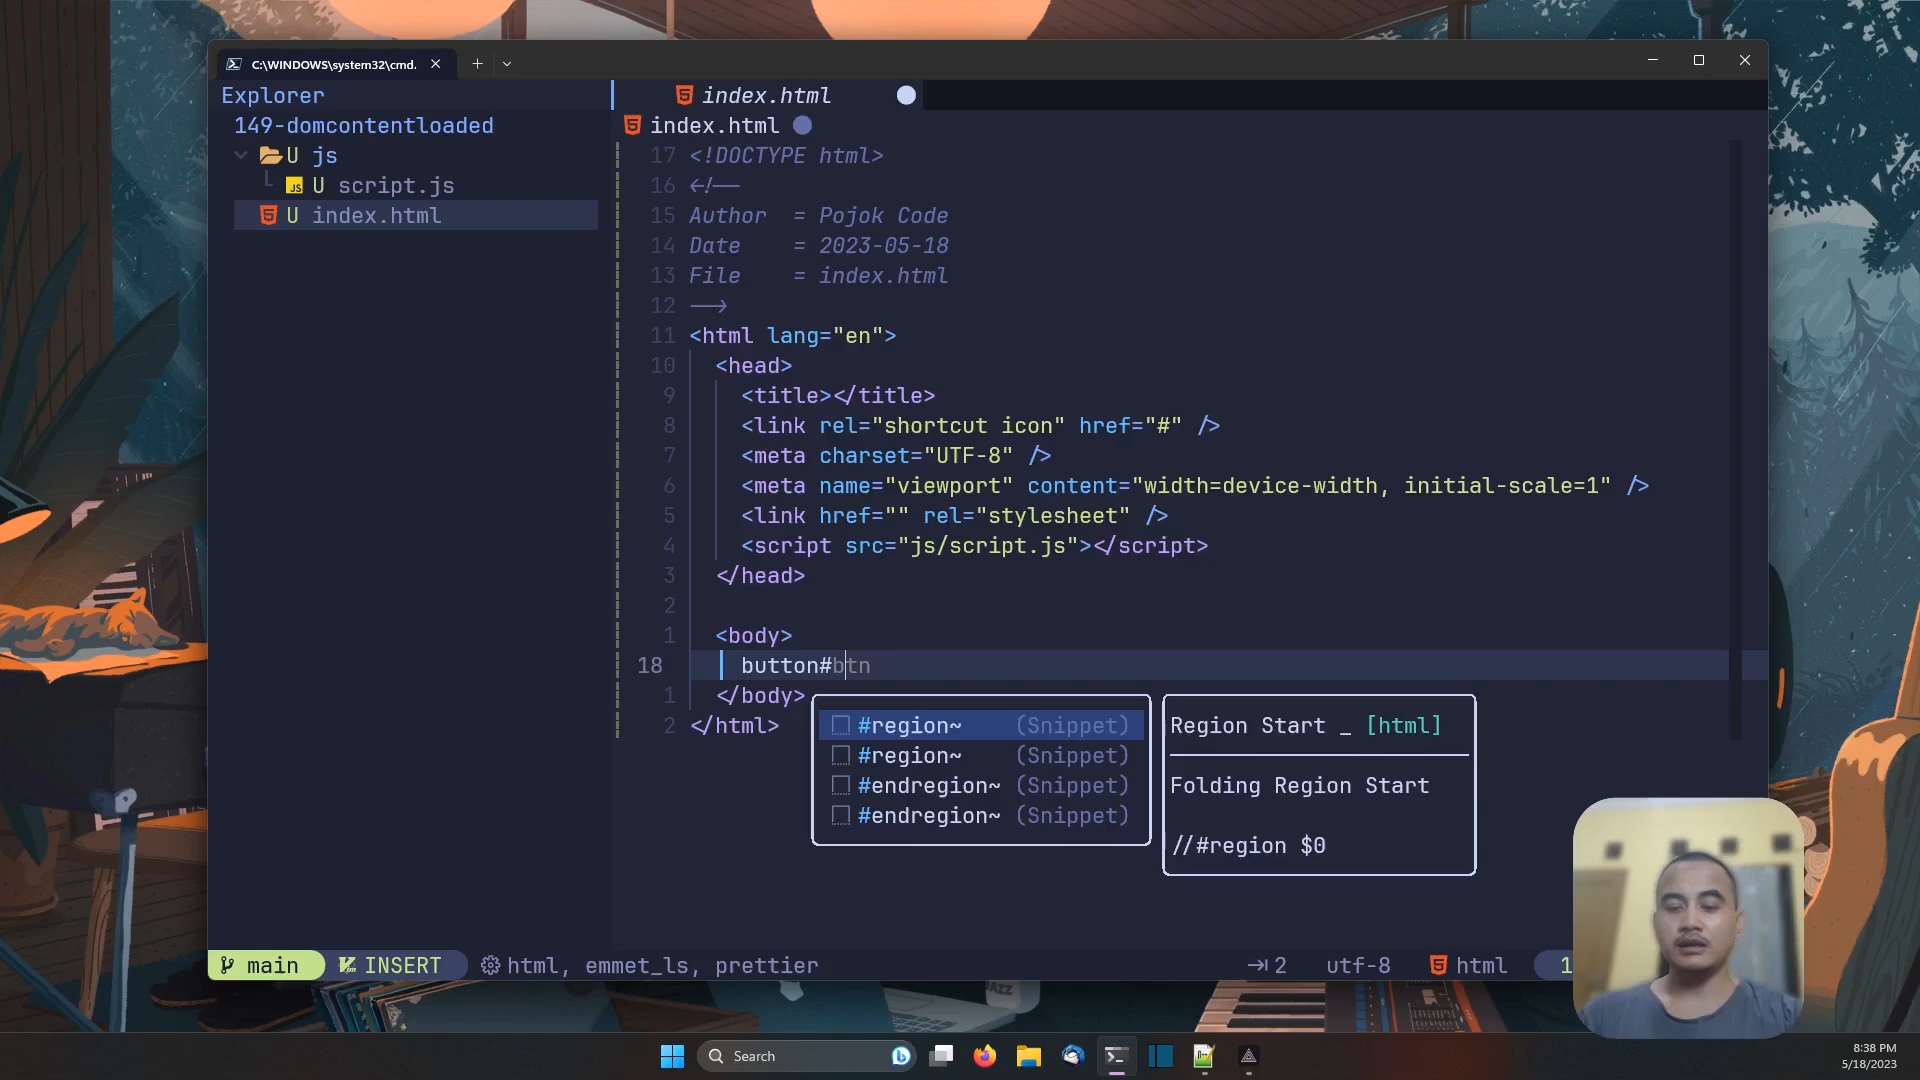 C:\WINDOWS\system32\cmd.
Explorer
149-domcontentloaded
U js
JS U script.js
U index.html
index.html
index.html
17 <!DOCTYPE html>
16 <!--
15 Author = Pojok Code
14 Date = 2023-05-18
13 File = index.html
12 -->
11 <html lang="en">
10 <head>
9 <title></title>
8 <link rel="shortcut icon" href="#" />
7 <meta charset="UTF-8" />
6 <meta name="viewport" content="width=device-width, initial-scale=1" />
5 <link href="" rel="stylesheet" />
4 <script src="js/script.js"></script>
3 </head>
2
1 <body>
18 button#btn
1 </body>
2 </html>
#region~ (Snippet)
#region~ (Snippet)
#endregion~ (Snippet)
#endregion~ (Snippet)
Region Start _ [html]
Folding Region Start
//#region $0
main INSERT html, emmet_ls, prettier 2 utf-8 html 1
JAZZ
Search
8:38 PM
5/18/2023